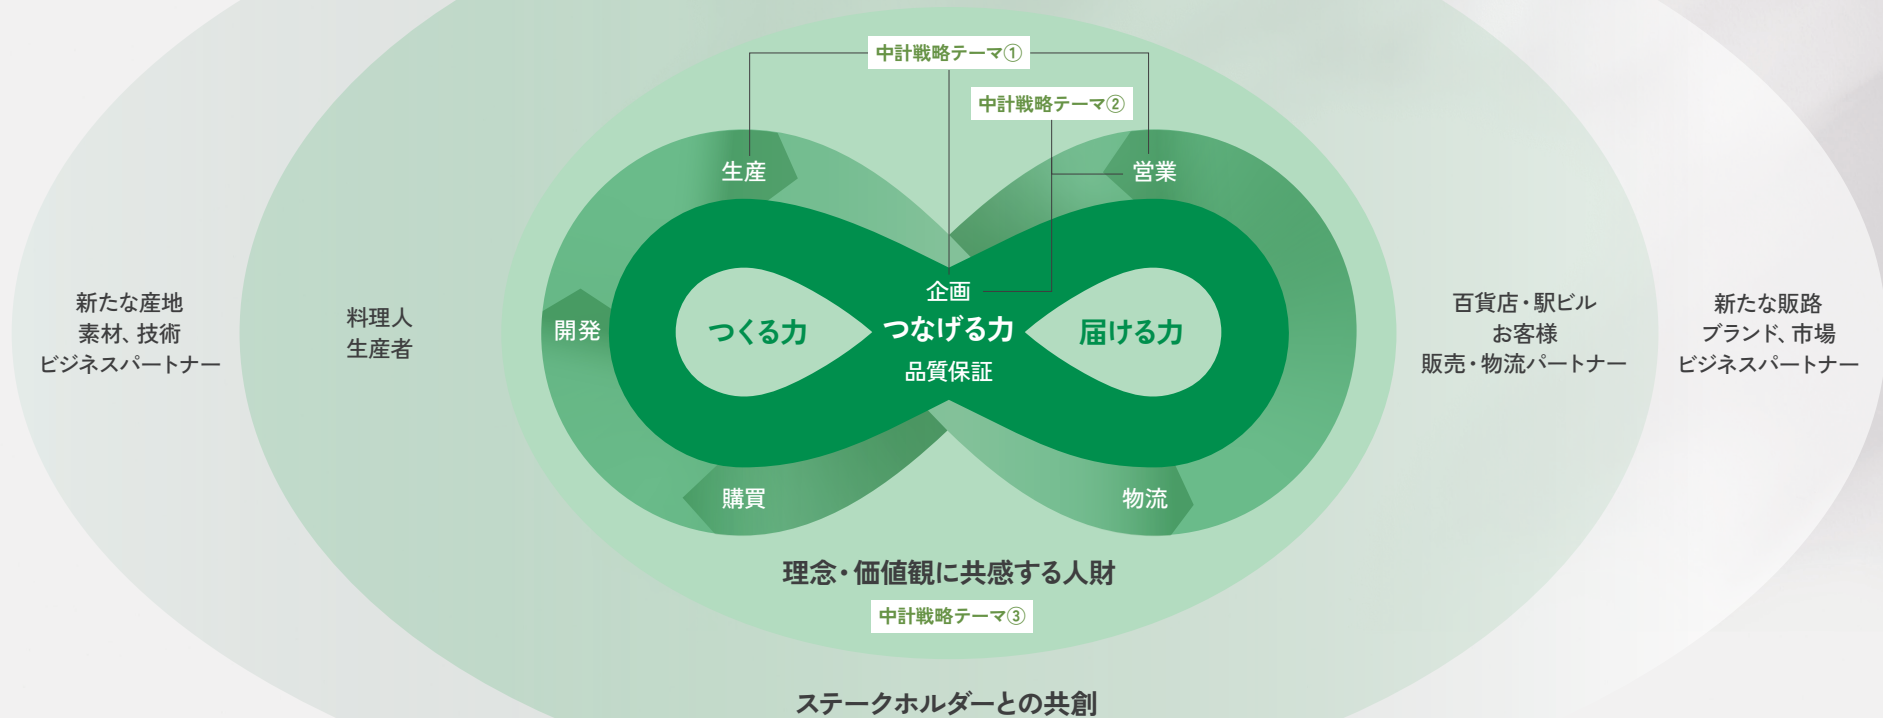 中計戦略テーマ①
中計戦略テーマ②
生産
営業
新たな産地
素材、技術
ビジネスパートナー
料理人
生産者
開発
つくる力
企画
つなげる力
品質保証
届ける力
百貨店・駅ビル
お客様
販売・物流パートナー
新たな販路
ブランド、市場
ビジネスパートナー
購買
物流
理念・価値観に共感する人財
中計戦略テーマ③
ステークホルダーとの共創